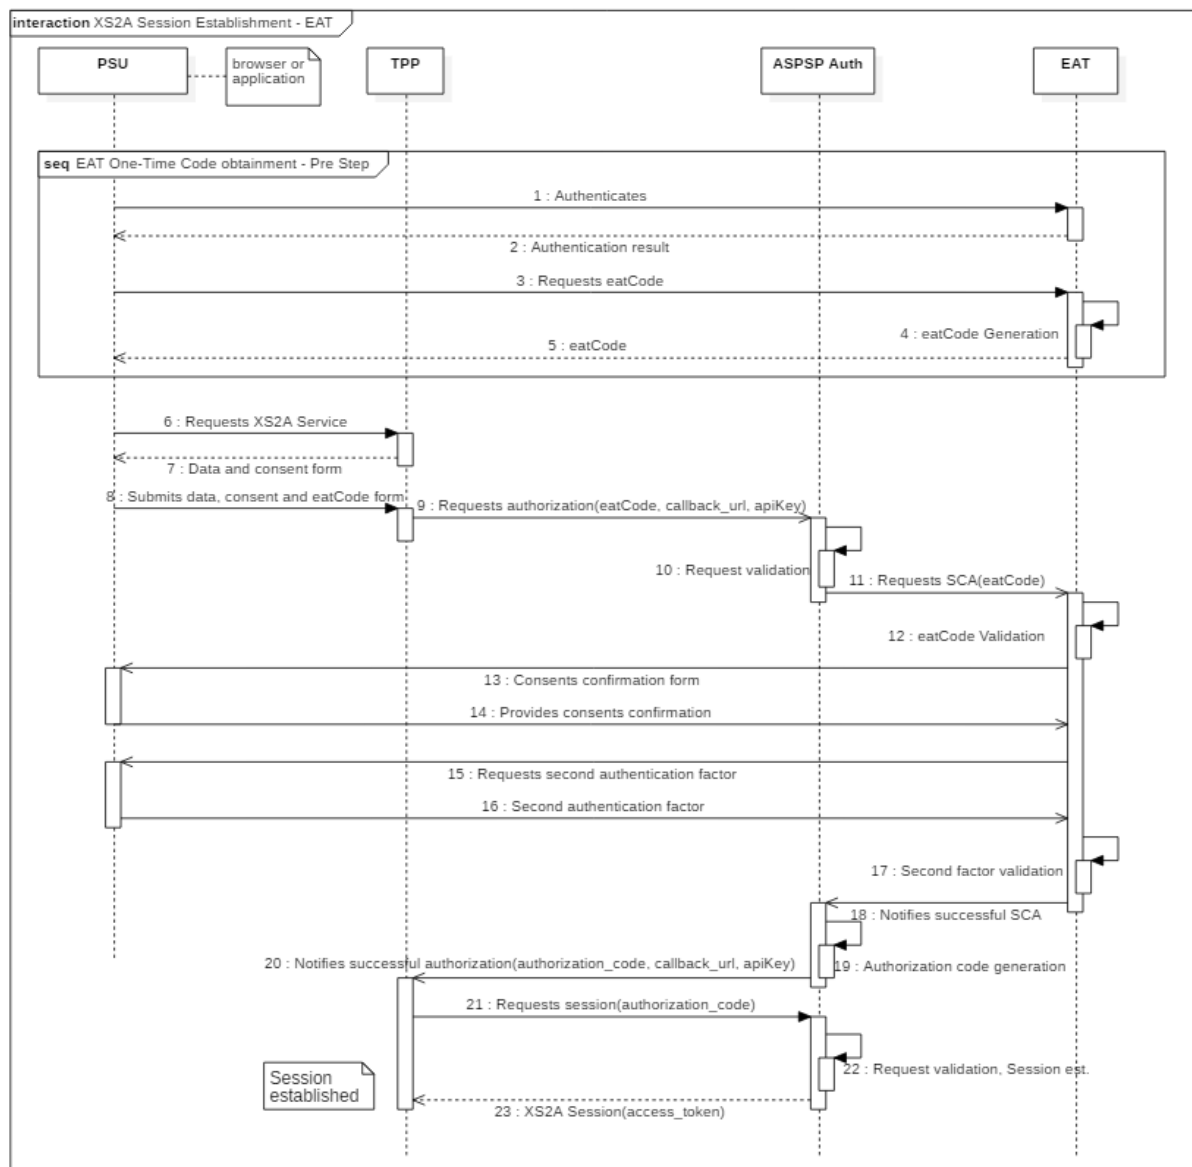 interaction XS2A Session Establishment - EAT
PSU
browser or
application
TPP
ASPSP Auth
EAT
seq EAT One-Time Code obtainment - Pre Step
1 : Authenticates
2 : Authentication result
3 : Requests eatCode
4 : eatCode Generation
5 : eatCode
6 : Requests XS2A Service
7 : Data and consent form
8 : Submits data, consent and eatCode form
9 : Requests authorization(eatCode, callback_url, apiKey)
10 : Request validation
11 : Requests SCA(eatCode)
12 : eatCode Validation
13 : Consents confirmation form
14 : Provides consents confirmation
15 : Requests second authentication factor
16 : Second authentication factor
17 : Second factor validation
18 : Notifies successful SCA
19 : Authorization code generation
20 : Notifies successful authorization(authorization_code, callback_url, apiKey)
21 : Requests session(authorization_code)
22 : Request validation, Session est.
Session
established
23 : XS2A Session(access_token)